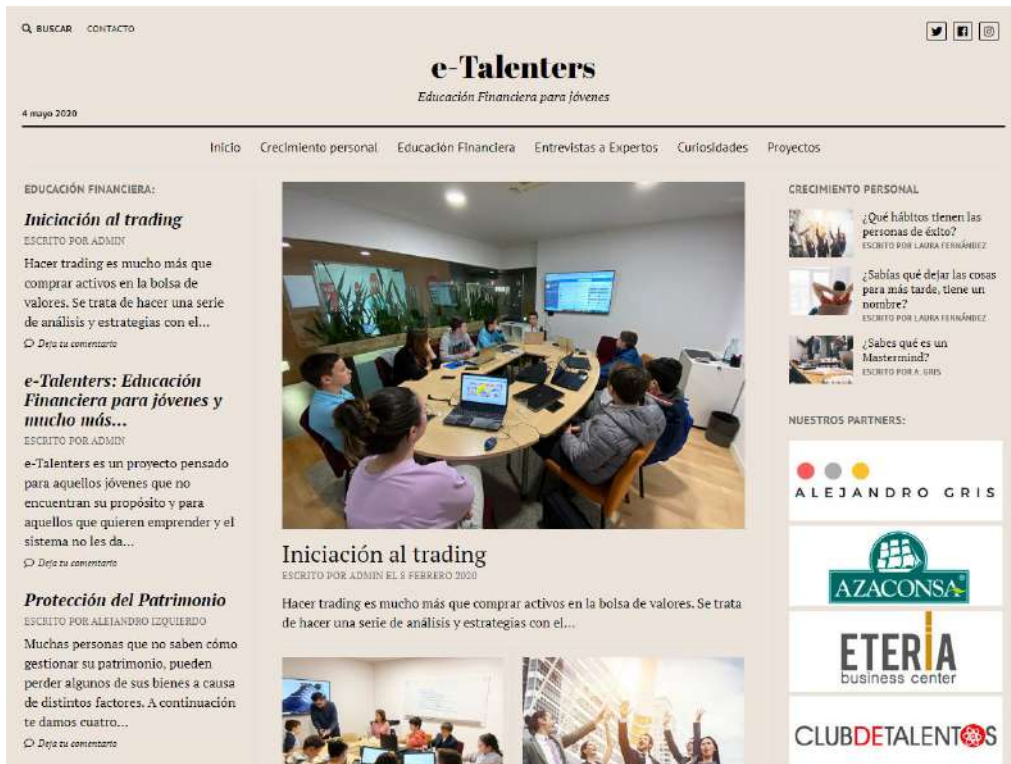 BUSCAR CONTACTO
e-Talenters
Educación Financiera para jóvenes
4 mayo 2020
Inicio Crecimiento personal Educación Financiera Entrevistas a Expertos Curiosidades Proyectos
EDUCACIÓN FINANCIERA:
Iniciación al trading
ESCRITO POR ADMIN
Hacer trading es mucho más que
comprar activos en la bolsa de
valores. Se trata de hacer una serie
de análisis y estrategias con el...
Deja tu comentario
e-Talenters: Educación
Financiera para jóvenes y
mucho más...
ESCRITO POR ADMIN
e-Talenters es un proyecto pensado
para aquellos jóvenes que no
encuentran su propósito y para
aquellos que quieren emprender y el
sistema no les da...
Deja tu comentario
Protección del Patrimonio
ESCRITO POR ALEJANDRO IZQUIERDO
Muchas personas que no saben cómo
gestionar su patrimonio, pueden
perder algunos de sus bienes a causa
de distintos factores. A continuación
te damos cuatro...
Deja tu comentario
Iniciación al trading
ESCRITO POR ADMIN EL 8 FEBRERO 2020
Hacer trading es mucho más que comprar activos en la bolsa de valores. Se trata
de hacer una serie de análisis y estrategias con el...
CRECIMIENTO PERSONAL
¿Qué hábitos tienen las
personas de éxito?
ESCRITO POR LAURA FERNÁNDEZ
¿Sabías qué dejar las cosas
para más tarde, tiene un
nombre?
ESCRITO POR LAURA FERNÁNDEZ
¿Sabes qué es un
Mastermind?
ESCRITO POR A. GRIS
NUESTROS PARTNERS:
ALEJANDRO GRIS
AZACONSA
ETERIA
business center
CLUBDETALENTOS